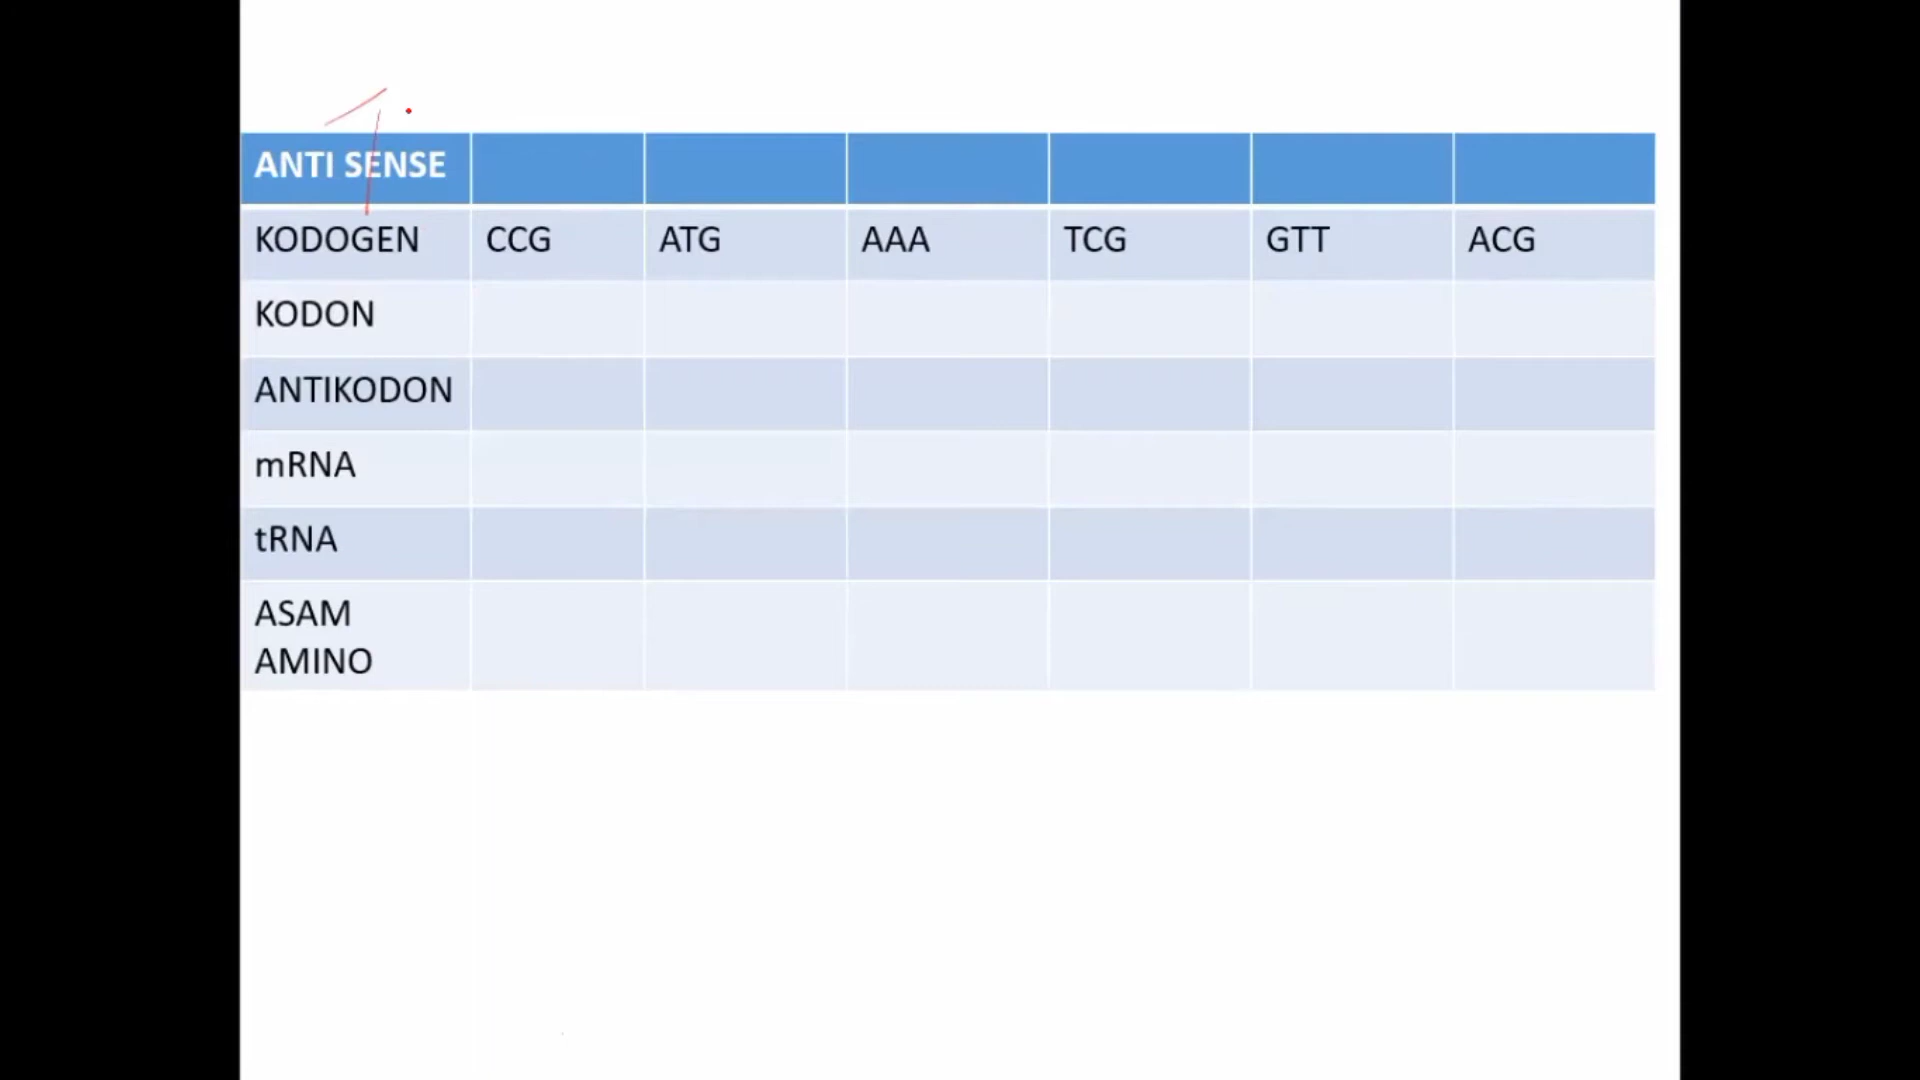 ANTI SENSE
KODOGEN CCG ATG AAA TCG GTT ACG
KODON
ANTIKODON
mRNA
tRNA
ASAM
AMINO